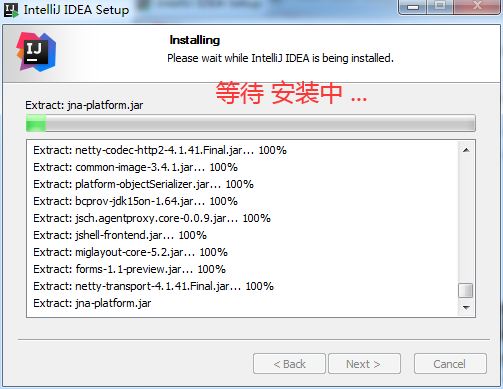 IntelliJ IDEA Setup
IJ
Installing
Please wait while IntelliJ IDEA is being installed.
等待 安装中 ...
Extract: jna-platform.jar
Extract: netty-codec-http2-4.1.41.Final.jar... 100%
Extract: common-image-3.4.1.jar... 100%
Extract: platform-objectSerializer.jar... 100%
Extract: bcprov-jdk15on-1.64.jar... 100%
Extract: jsch.agentproxy.core-0.0.9.jar... 100%
Extract: jshell-frontend.jar... 100%
Extract: miglayout-core-5.2.jar... 100%
Extract: forms-1.1-preview.jar... 100%
Extract: netty-transport-4.1.41.Final.jar... 100%
Extract: jna-platform.jar
< Back Next > Cancel